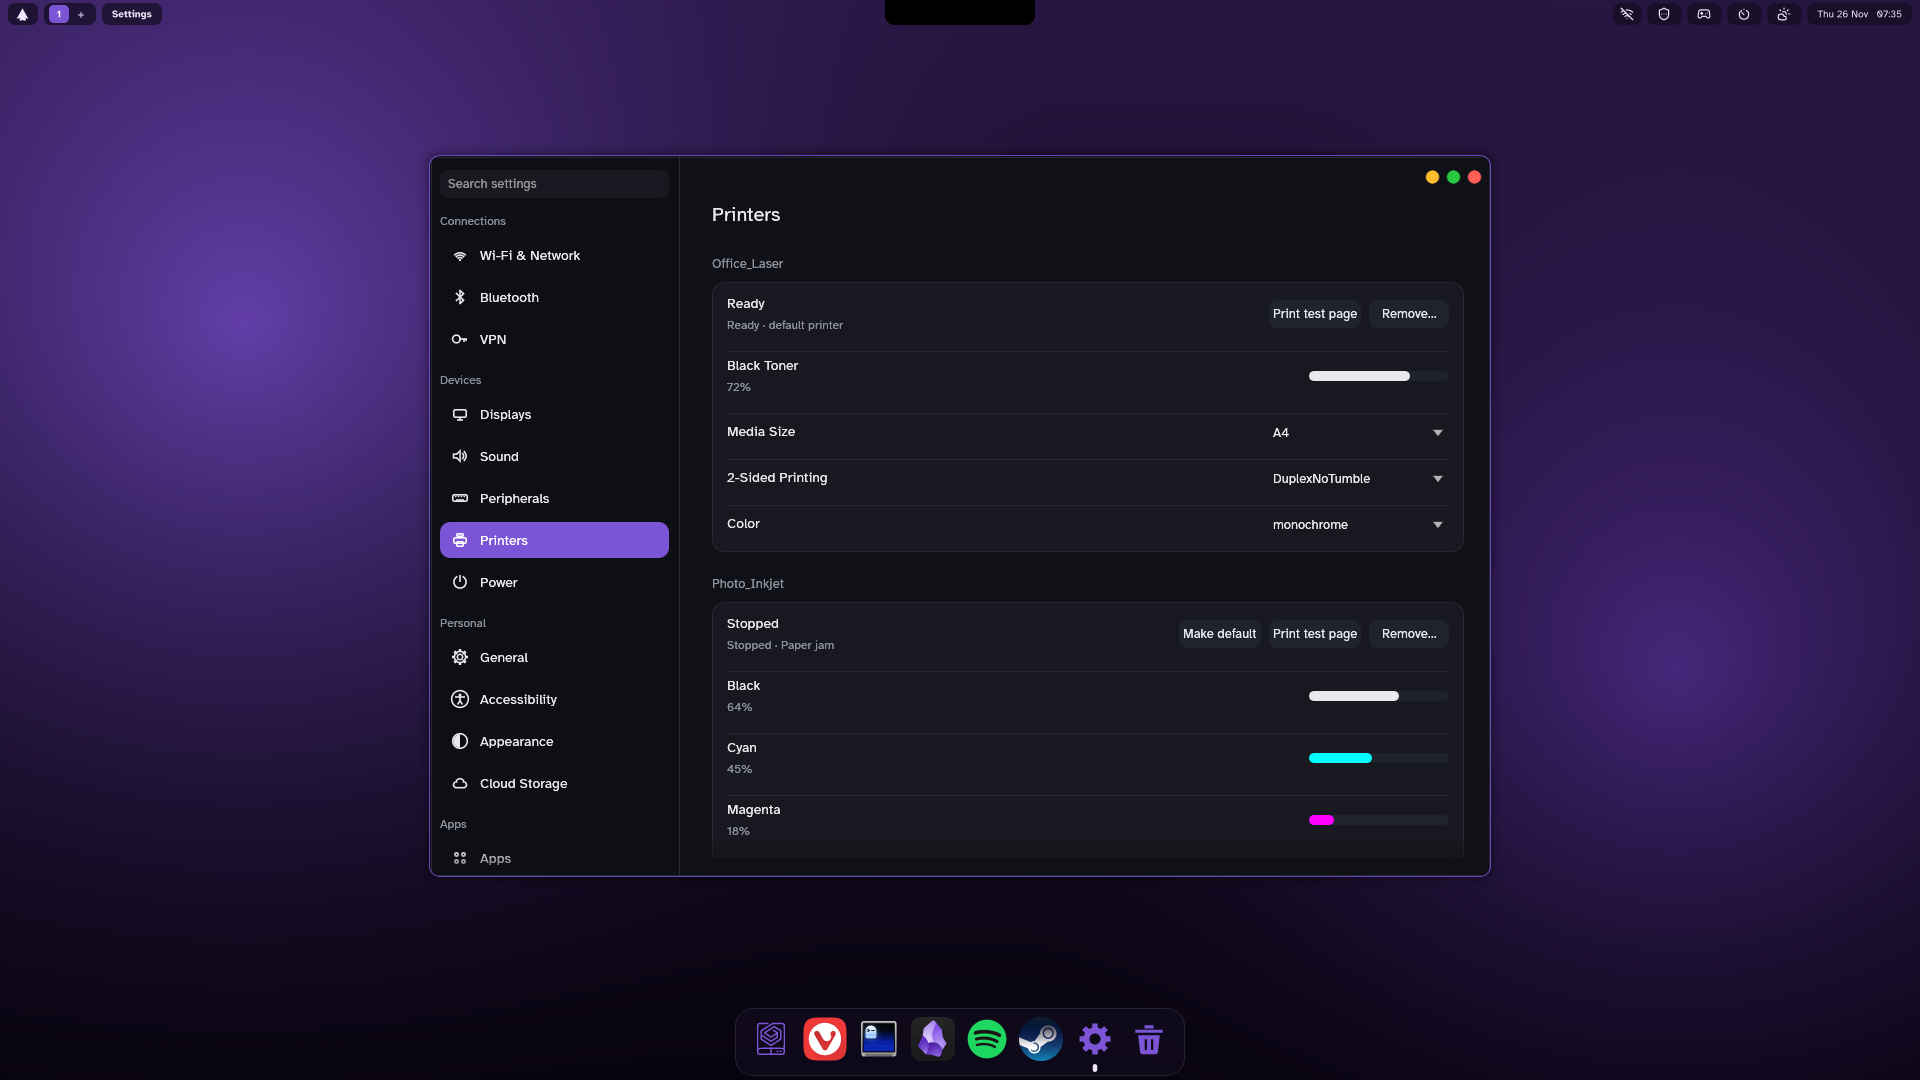 1 + Settings
Thu 26 Nov 07:35
Search settings
Connections
Wi-Fi & Network
Bluetooth
VPN
Devices
Displays
Sound
Peripherals
Printers
Power
Personal
General
Accessibility
Appearance
Cloud Storage
Apps
Apps
Printers
Office_Laser
Ready
Ready · default printer
Print test page
Remove...
Black Toner
72%
Media Size
A4
2-Sided Printing
DuplexNoTumble
Color
monochrome
Photo_Inkjet
Stopped
Stopped · Paper jam
Make default
Print test page
Remove...
Black
64%
Cyan
45%
Magenta
18%